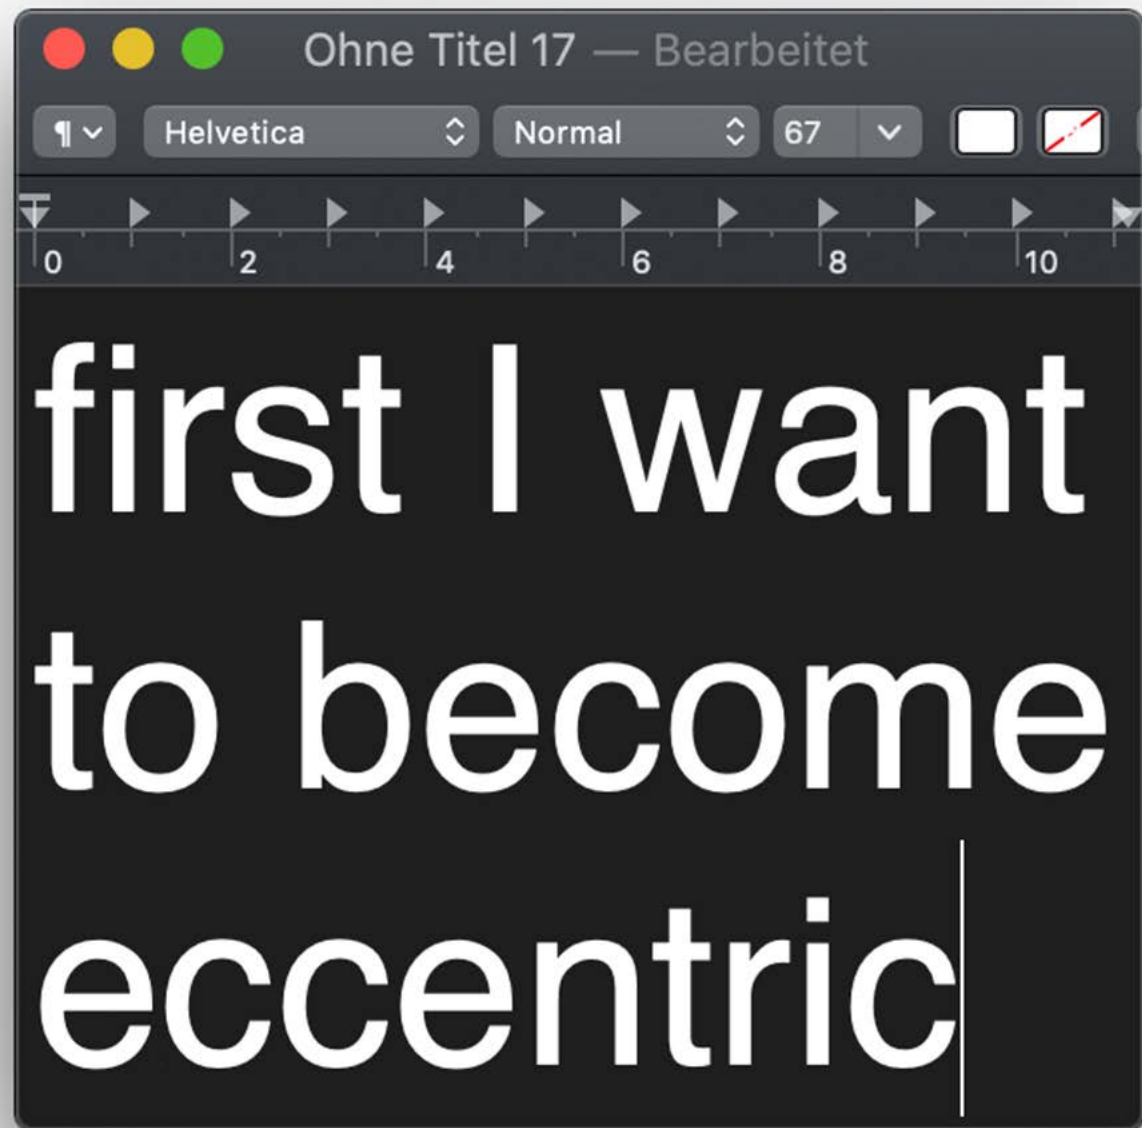 Ohne Titel 17 — Bearbeitet
¶ Helvetica Normal 67
0 2 4 6 8 10
first I want
to become
eccentric